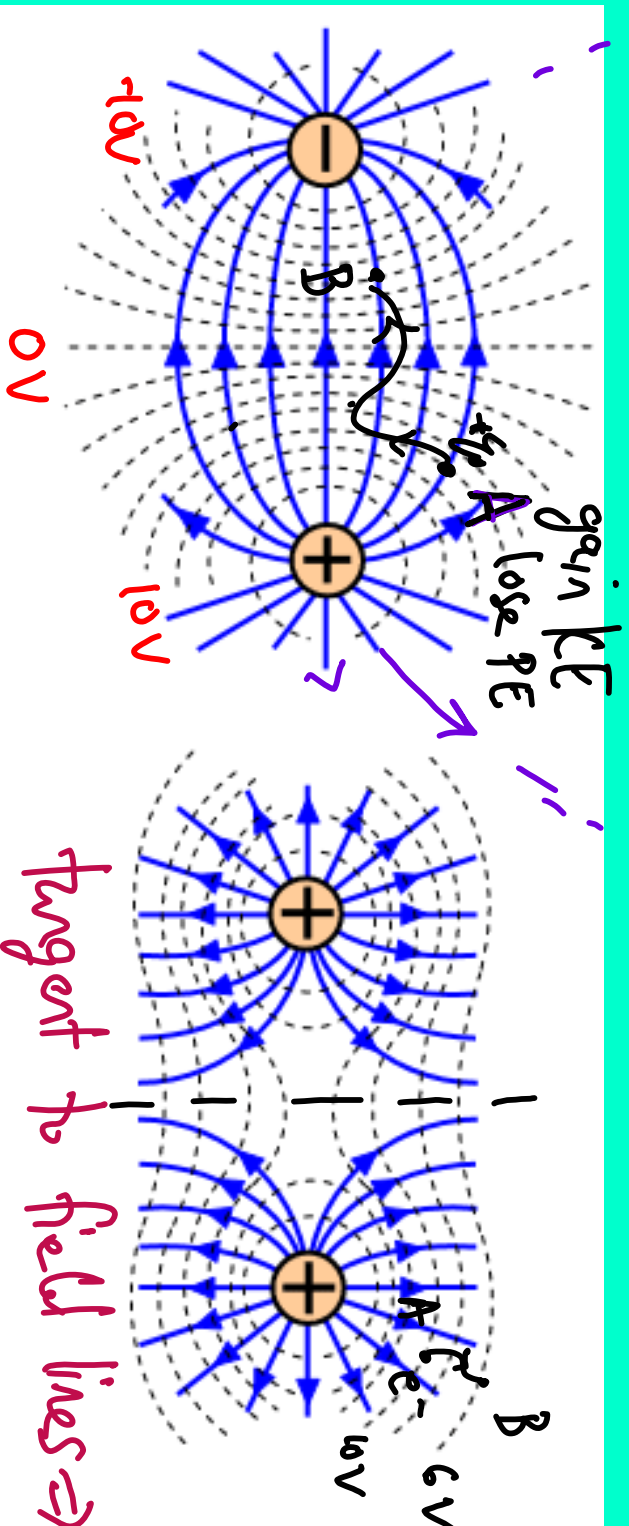 gain KE
lose PE
A
B
−
+
-10V
0V
10V
+
+
A
e-
B
10V
6V
tangent to field lines ⇒